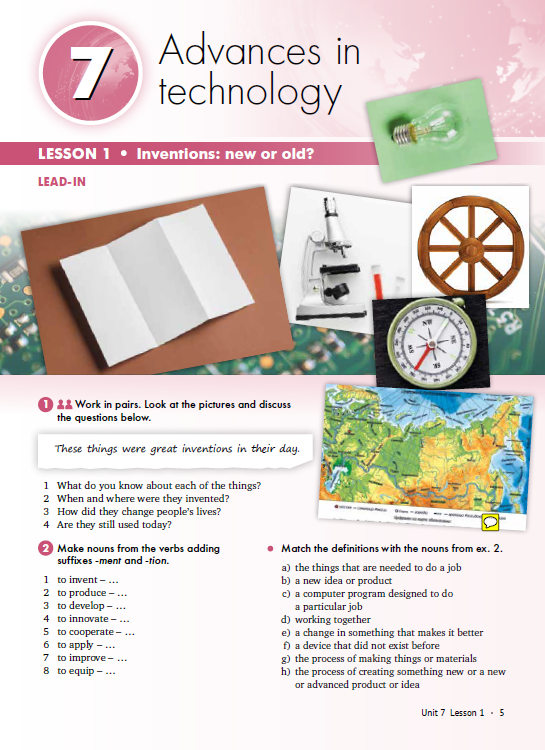 7
Advances in
technology
LESSON 1 • Inventions: new or old?
LEAD-IN
1 Work in pairs. Look at the pictures and discuss
the questions below.
These things were great inventions in their day.
1 What do you know about each of the things?
2 When and where were they invented?
3 How did they change people's lives?
4 Are they still used today?
2 Make nouns from the verbs adding
suffixes -ment and -tion.
1 to invent – ...
2 to produce – ...
3 to develop – ...
4 to innovate – ...
5 to cooperate – ...
6 to apply – ...
7 to improve – ...
8 to equip – ...
• Match the definitions with the nouns from ex. 2.
a) the things that are needed to do a job
b) a new idea or product
c) a computer program designed to do
a particular job
d) working together
e) a change in something that makes it better
f) a device that did not exist before
g) the process of making things or materials
h) the process of creating something new or a new
or advanced product or idea
Unit 7 Lesson 1 • 5